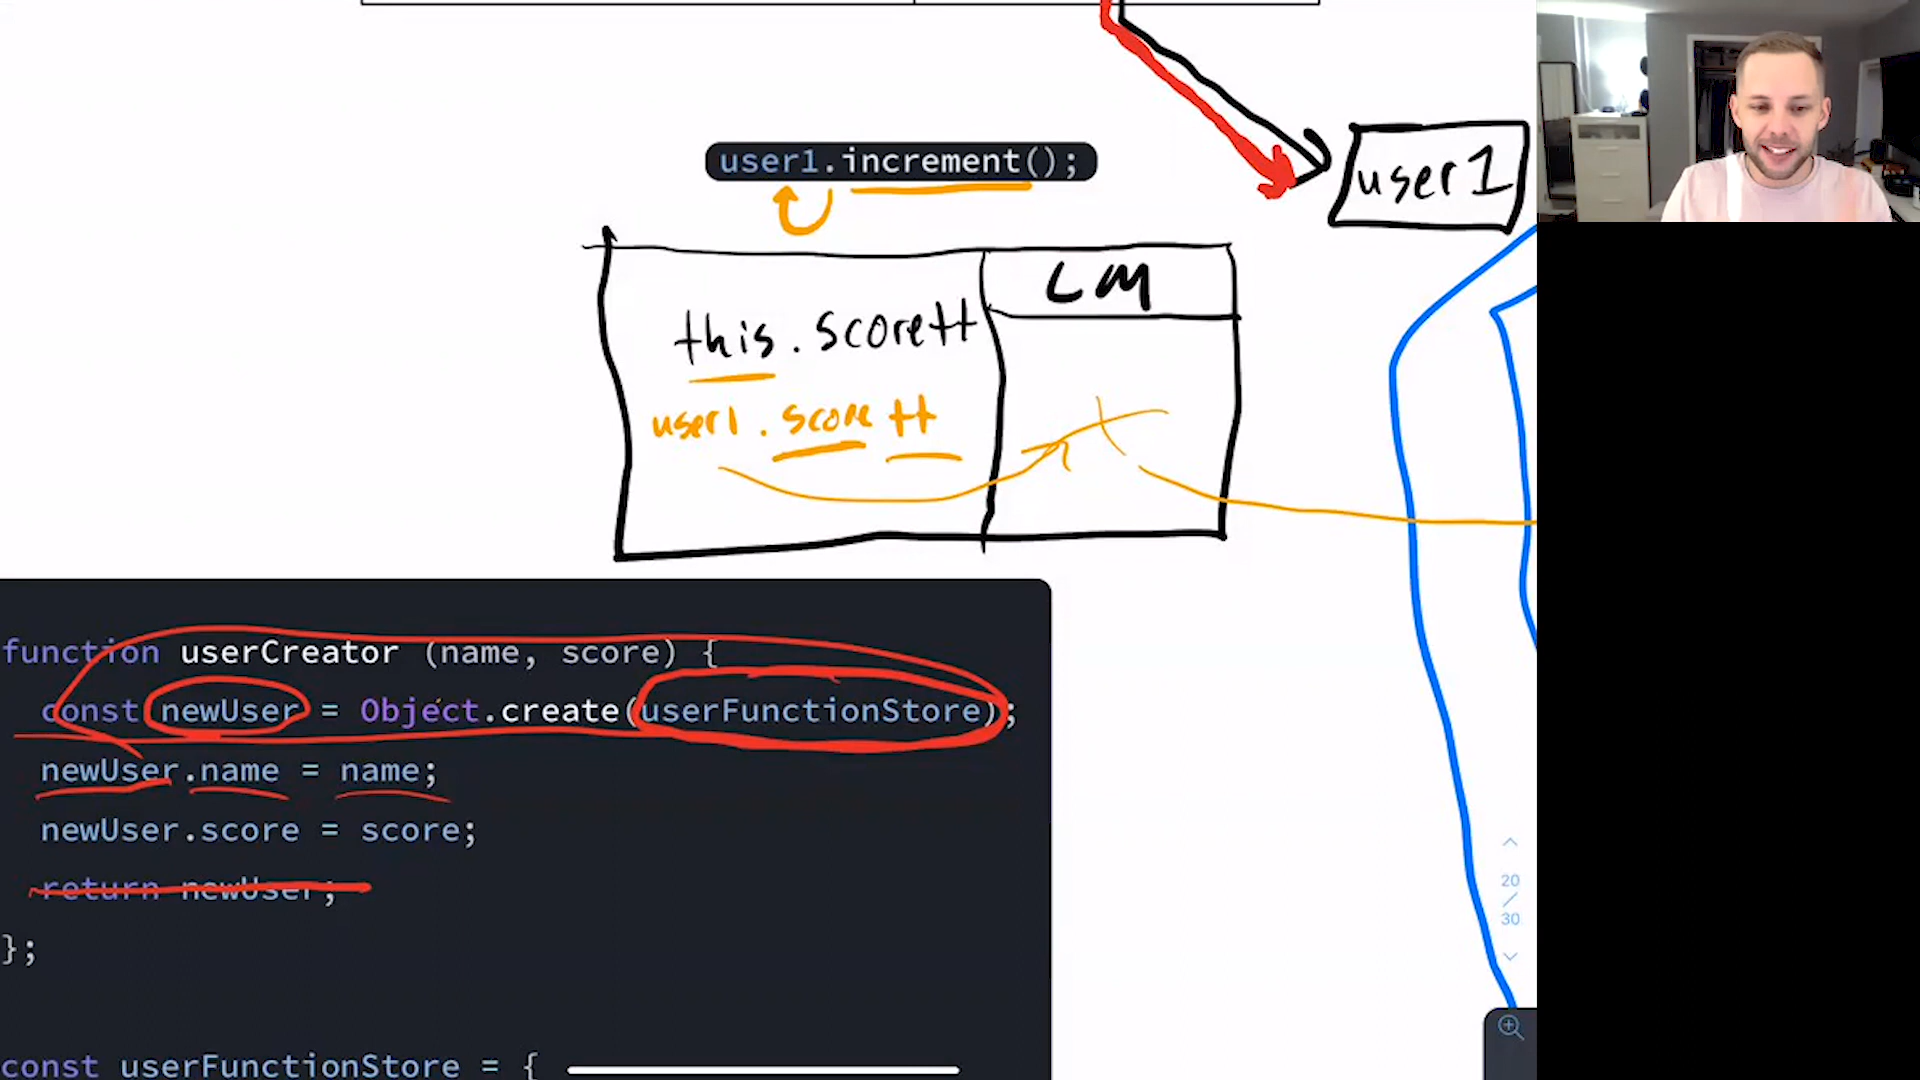 user1.increment();
user1
LM
this.score++
user1.score++
function userCreator (name, score) {
const newUser = Object.create(userFunctionStore);
newUser.name = name;
newUser.score = score;
return newUser;
};
20
/
30
const userFunctionStore = {